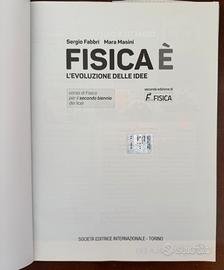 Sergio Fabbri Mara Masini
FISICA È
L'EVOLUZIONE DELLE IDEE
corso di Fisica
per il secondo biennio
dei licei
seconda edizione di
FISICA
SOCIETÀ EDITRICE INTERNAZIONALE - TORINO